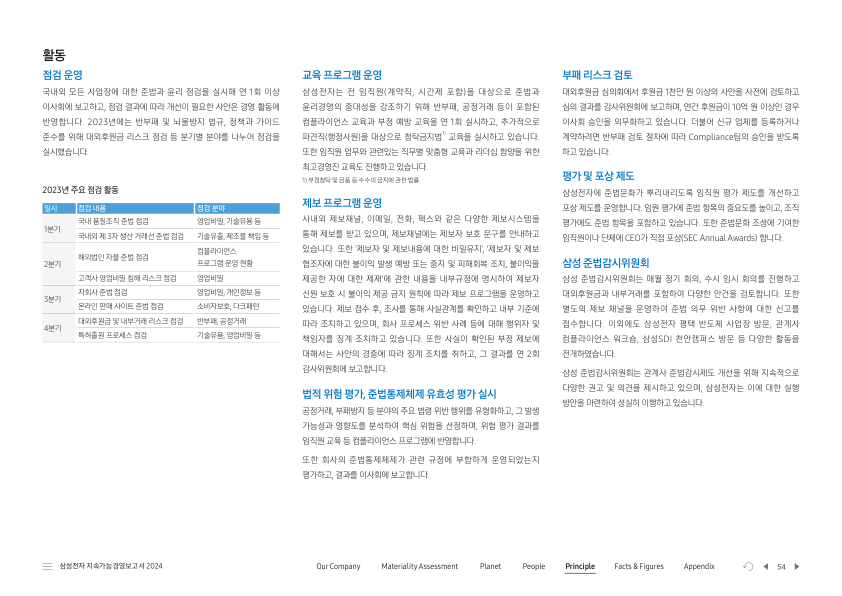 활동
점검 운영
국내외 모든 사업장에 대한 준법과 윤리 점검을 실시해 연 1회 이상
이사회에 보고하고, 점검 결과에 따라 개선이 필요한 사안은 경영 활동에
반영합니다. 2023년에는 반부패 및 뇌물방지 법규, 정책과 가이드
준수를 위해 대외후원금 리스크 점검 등 분기별 분야를 나누어 점검을
실시했습니다.
2023년 주요 점검 활동
일시 점검 내용 점검 분야
1분기 국내 품질조직 준법 점검 영업비밀, 기술유용 등
국내외 제 3자 생산 거래선 준법 점검 기술유출, 제조물 책임 등
2분기 해외법인 자율 준법 점검 컴플라이언스
프로그램 운영 현황
고객사 영업비밀 침해 리스크 점검 영업비밀
3분기 자회사 준법 점검 영업비밀, 개인정보 등
온라인 판매 사이트 준법 점검 소비자보호, 다크패턴
4분기 대외후원금 및 내부거래 리스크 점검 반부패, 공정거래
특허출원 프로세스 점검 기술유용, 영업비밀 등
교육 프로그램 운영
삼성전자는 전 임직원(계약직, 시간제 포함)을 대상으로 준법과
윤리경영의 중대성을 강조하기 위해 반부패, 공정거래 등이 포함된
컴플라이언스 교육과 부정 예방 교육을 연 1회 실시하고, 추가적으로
파견직(행정사원)을 대상으로 청탁금지법1) 교육을 실시하고 있습니다.
또한 임직원 업무와 관련있는 직무별 맞춤형 교육과 리더십 함양을 위한
최고경영진 교육도 진행하고 있습니다.
1) 부정청탁 및 금품 등 수수의 금지에 관한 법률
제보 프로그램 운영
사내외 제보채널, 이메일, 전화, 팩스와 같은 다양한 제보시스템을
통해 제보를 받고 있으며, 제보채널에는 제보자 보호 문구를 안내하고
있습니다. 또한 '제보자 및 제보내용에 대한 비밀유지', '제보자 및 제보
협조자에 대한 불이익 발생 예방 또는 중지 및 피해회복 조치, 불이익을
제공한 자에 대한 제재'에 관한 내용을 내부규정에 명시하여 제보자
신원 보호 시 불이익 제공 금지 원칙에 따라 제보 프로그램을 운영하고
있습니다. 제보 접수 후, 조사를 통해 사실관계를 확인하고 내부 기준에
따라 조치하고 있으며, 회사 프로세스 위반 사례 등에 대해 행위자 및
책임자를 징계 조치하고 있습니다. 또한 사실이 확인된 부정 제보에
대해서는 사안의 경중에 따라 징계 조치를 취하고, 그 결과를 연 2회
감사위원회에 보고합니다.
법적 위험 평가, 준법통제체제 유효성 평가 실시
공정거래, 부패방지 등 분야의 주요 법령 위반 행위를 유형화하고, 그 발생
가능성과 영향도를 분석하여 핵심 위험을 선정하며, 위험 평가 결과를
임직원 교육 등 컴플라이언스 프로그램에 반영합니다.
또한 회사의 준법통제체제가 관련 규정에 부합하게 운영되었는지
평가하고, 결과를 이사회에 보고합니다.
부패 리스크 검토
대외후원금 심의회에서 후원금 1천만 원 이상의 사안을 사전에 검토하고
심의 결과를 감사위원회에 보고하며, 연간 후원금이 10억 원 이상인 경우
이사회 승인을 의무화하고 있습니다. 더불어 신규 업체를 등록하거나
계약하려면 반부패 검토 절차에 따라 Compliance팀의 승인을 받도록
하고 있습니다.
평가 및 포상 제도
삼성전자에 준법문화가 뿌리내리도록 임직원 평가 제도를 개선하고
포상 제도를 운영합니다. 임원 평가에 준법 항목의 중요도를 높이고, 조직
평가에도 준법 항목을 포함하고 있습니다. 또한 준법문화 조성에 기여한
임직원이나 단체에 CEO가 직접 포상(SEC Annual Awards) 합니다.
삼성 준법감시위원회
삼성 준법감시위원회는 매월 정기 회의, 수시 임시 회의를 진행하고
대외후원금과 내부거래를 포함하여 다양한 안건을 검토합니다. 또한
별도의 제보 채널을 운영하여 준법 의무 위반 사항에 대한 신고를
접수합니다. 이외에도 삼성전자 평택 반도체 사업장 방문, 관계사
컴플라이언스 워크숍, 삼성SDI 천안캠퍼스 방문 등 다양한 활동을
전개하였습니다.
삼성 준법감시위원회는 관계사 준법감시제도 개선을 위해 지속적으로
다양한 권고 및 의견을 제시하고 있으며, 삼성전자는 이에 대한 실행
방안을 마련하여 성실히 이행하고 있습니다.
삼성전자 지속가능경영보고서 2024 Our Company Materiality Assessment Planet People Principle Facts & Figures Appendix 54